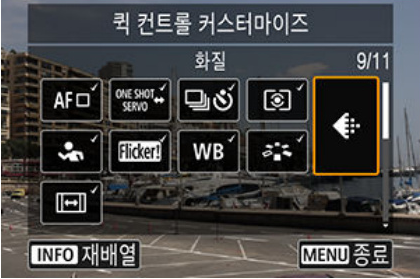 퀵 컨트롤 커스터마이즈
화질 9/11
AF ONE SHOT SERVO
Flicker! WB
INFO 재배열 MENU 종료